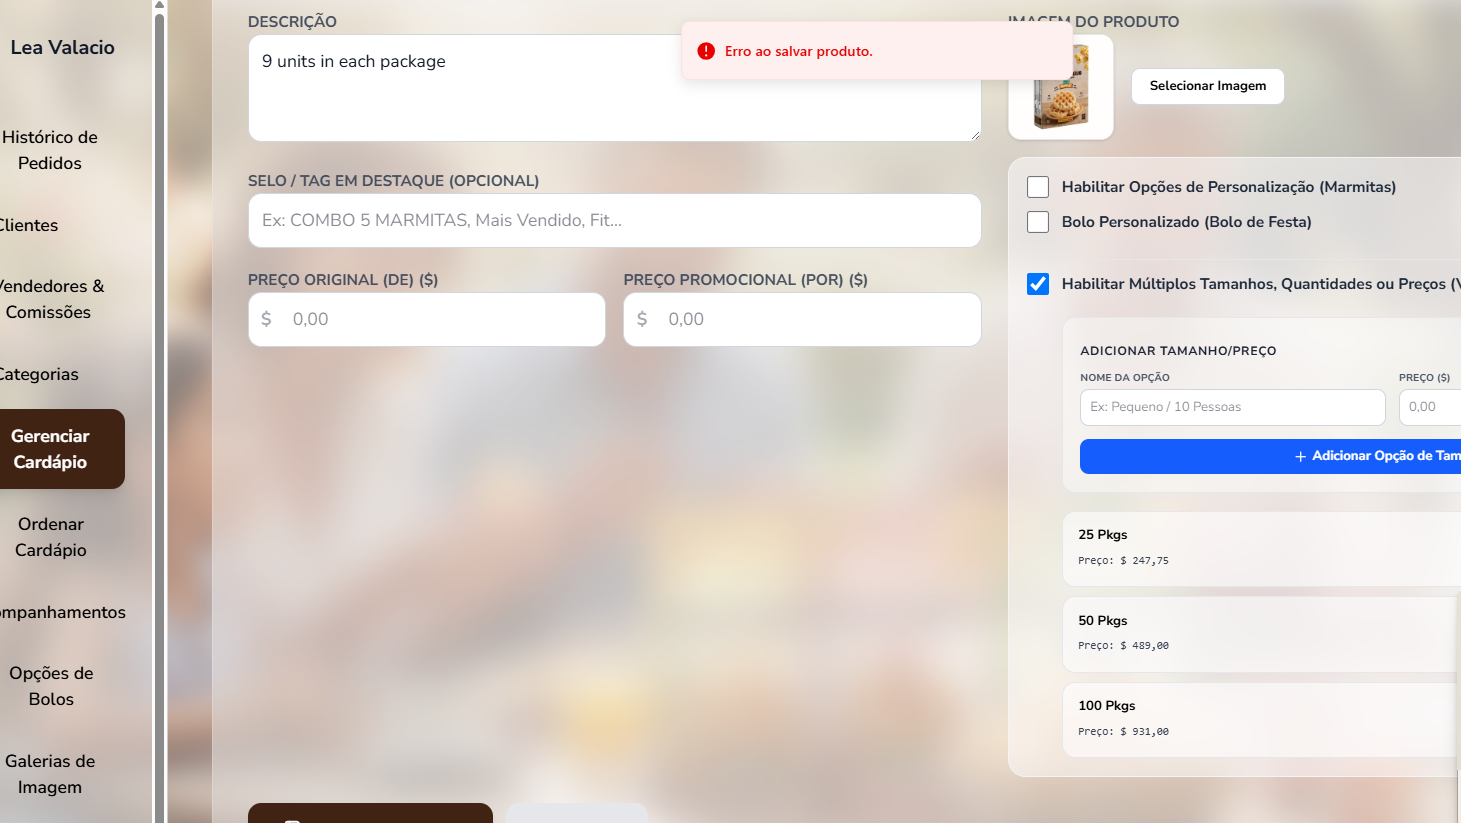 Lea Valacio
Histórico de
Pedidos
Clientes
Vendedores &
Comissões
Categorias
Gerenciar
Cardápio
Ordenar
Cardápio
ompanhamentos
Opções de
Bolos
Galerias de
Imagem
DESCRIÇÃO
9 units in each package
Erro ao salvar produto.
SELO / TAG EM DESTAQUE (OPCIONAL)
Ex: COMBO 5 MARMITAS, Mais Vendido, Fit...
PREÇO ORIGINAL (DE) ($)
$ 0,00
PREÇO PROMOCIONAL (POR) ($)
$ 0,00
IMAGEM DO PRODUTO
Selecionar Imagem
Habilitar Opções de Personalização (Marmitas)
Bolo Personalizado (Bolo de Festa)
Habilitar Múltiplos Tamanhos, Quantidades ou Preços (V
ADICIONAR TAMANHO/PREÇO
NOME DA OPÇÃO
Ex: Pequeno / 10 Pessoas
PREÇO ($)
0,00
+ Adicionar Opção de Tam
25 Pkgs
Preço: $ 247,75
50 Pkgs
Preço: $ 489,00
100 Pkgs
Preço: $ 931,00